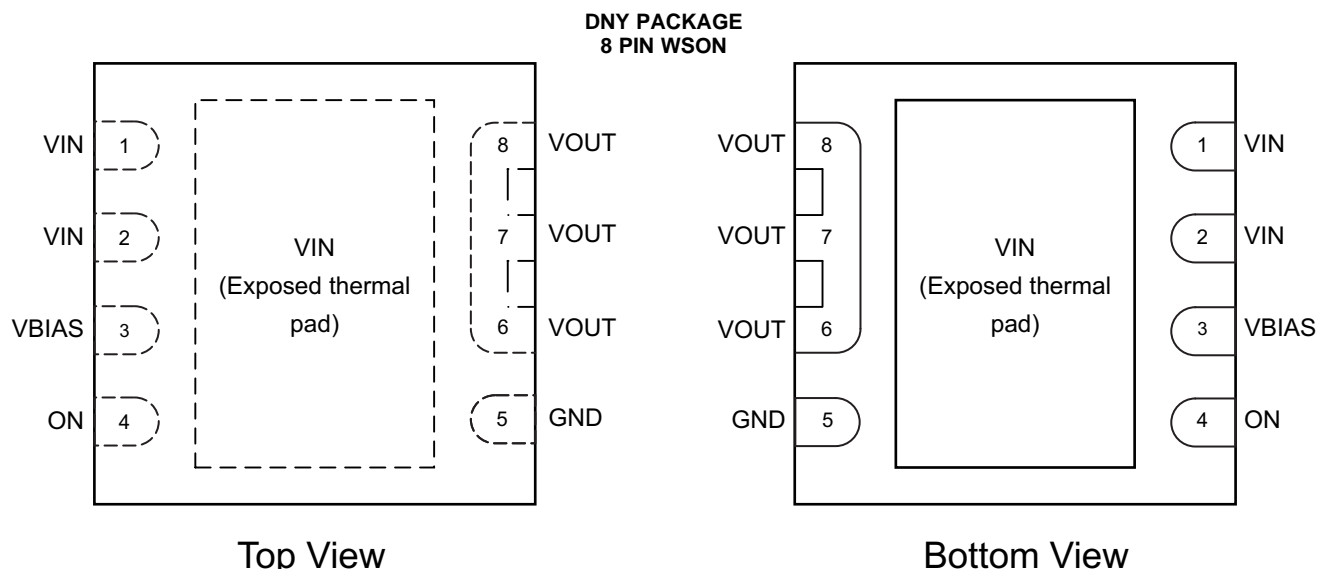 DNY PACKAGE
8 PIN WSON
VIN 1
VIN 2
VBIAS 3
ON 4
VIN
(Exposed thermal
pad)
8 VOUT
7 VOUT
6 VOUT
5 GND
Top View
VOUT 8
VOUT 7
VOUT 6
GND 5
VIN
(Exposed thermal
pad)
1 VIN
2 VIN
3 VBIAS
4 ON
Bottom View